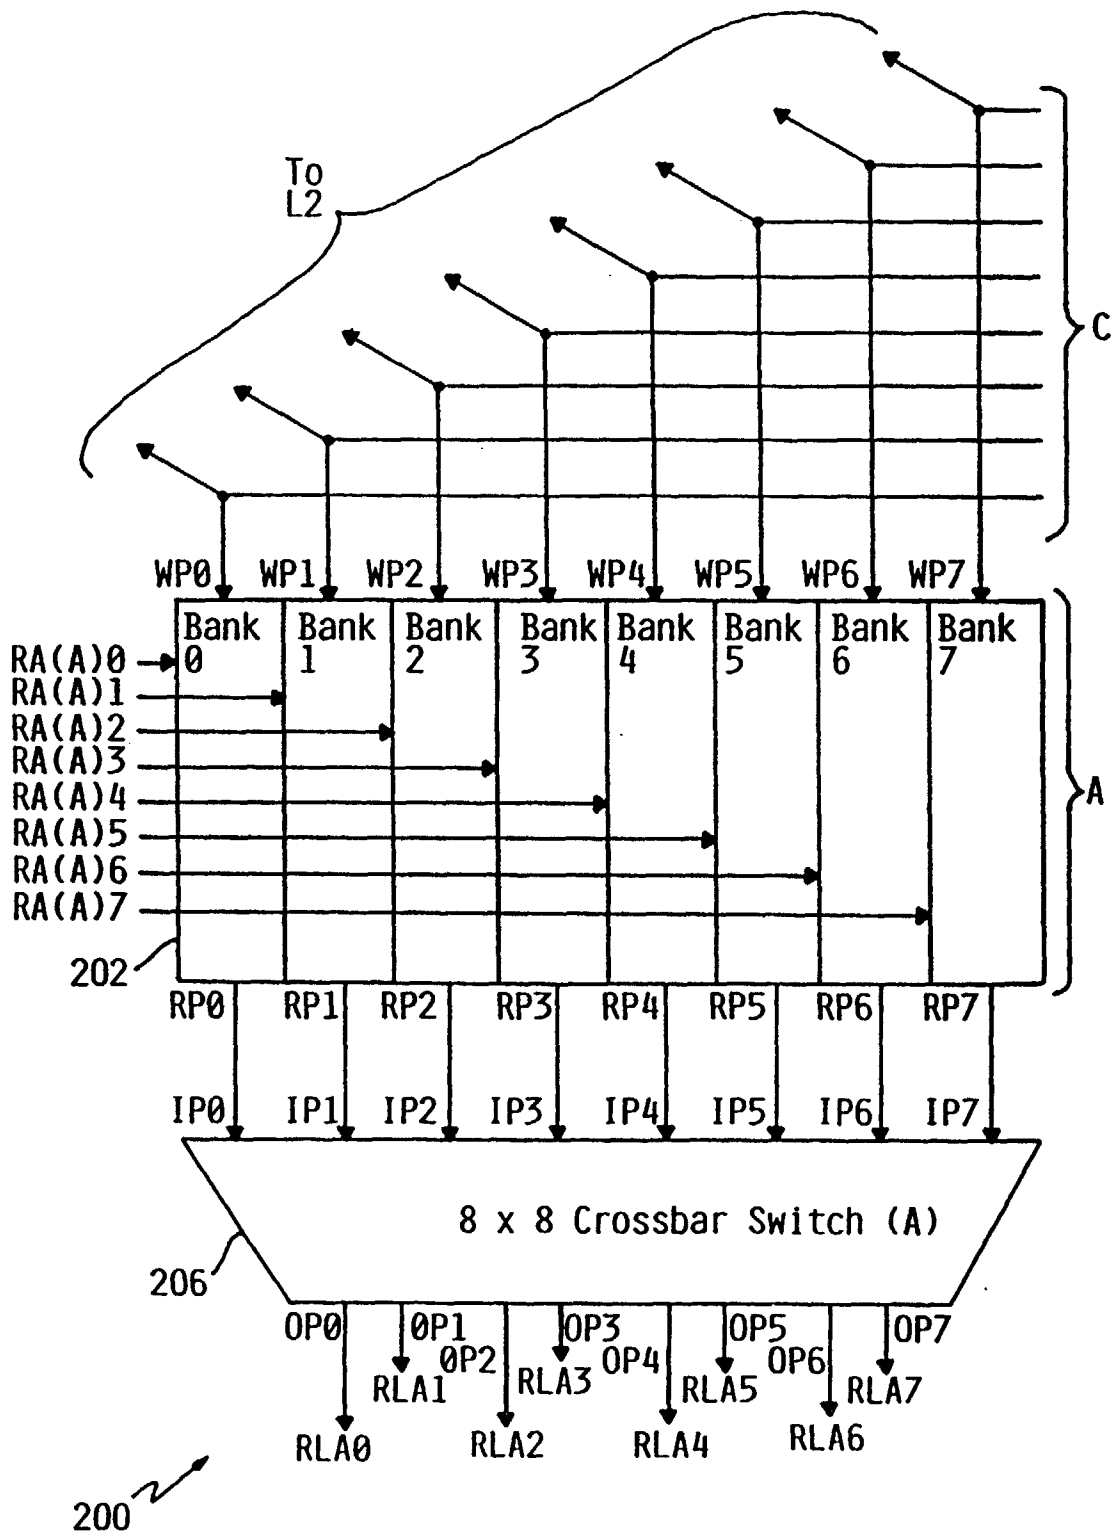 To
L2
C
WP0 WP1 WP2 WP3 WP4 WP5 WP6 WP7
Bank 0
Bank 1
Bank 2
Bank 3
Bank 4
Bank 5
Bank 6
Bank 7
RA(A)0
RA(A)1
RA(A)2
RA(A)3
RA(A)4
RA(A)5
RA(A)6
RA(A)7
A
202
RP0 RP1 RP2 RP3 RP4 RP5 RP6 RP7
IP0 IP1 IP2 IP3 IP4 IP5 IP6 IP7
8 x 8 Crossbar Switch (A)
206
OP0 OP1 OP2 OP3 OP4 OP5 OP6 OP7
RLA0 RLA1 RLA2 RLA3 RLA4 RLA5 RLA6 RLA7
200